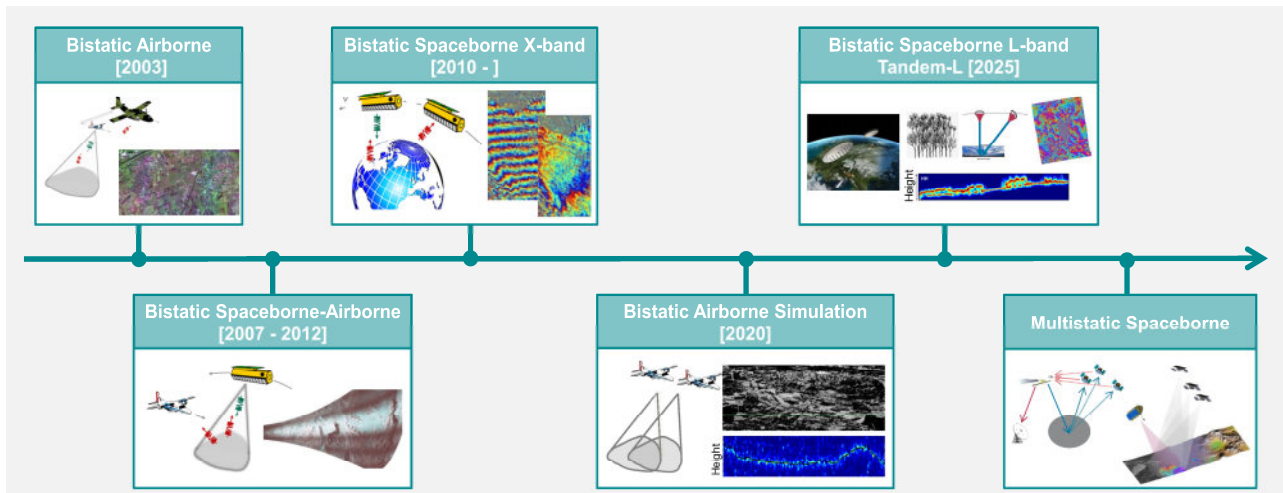 Bistatic Airborne
[2003]
Bistatic Spaceborne X-band
[2010 - ]
Bistatic Spaceborne L-band
Tandem-L [2025]
Height
Bistatic Spaceborne-Airborne
[2007 - 2012]
Bistatic Airborne Simulation
[2020]
Height
Multistatic Spaceborne